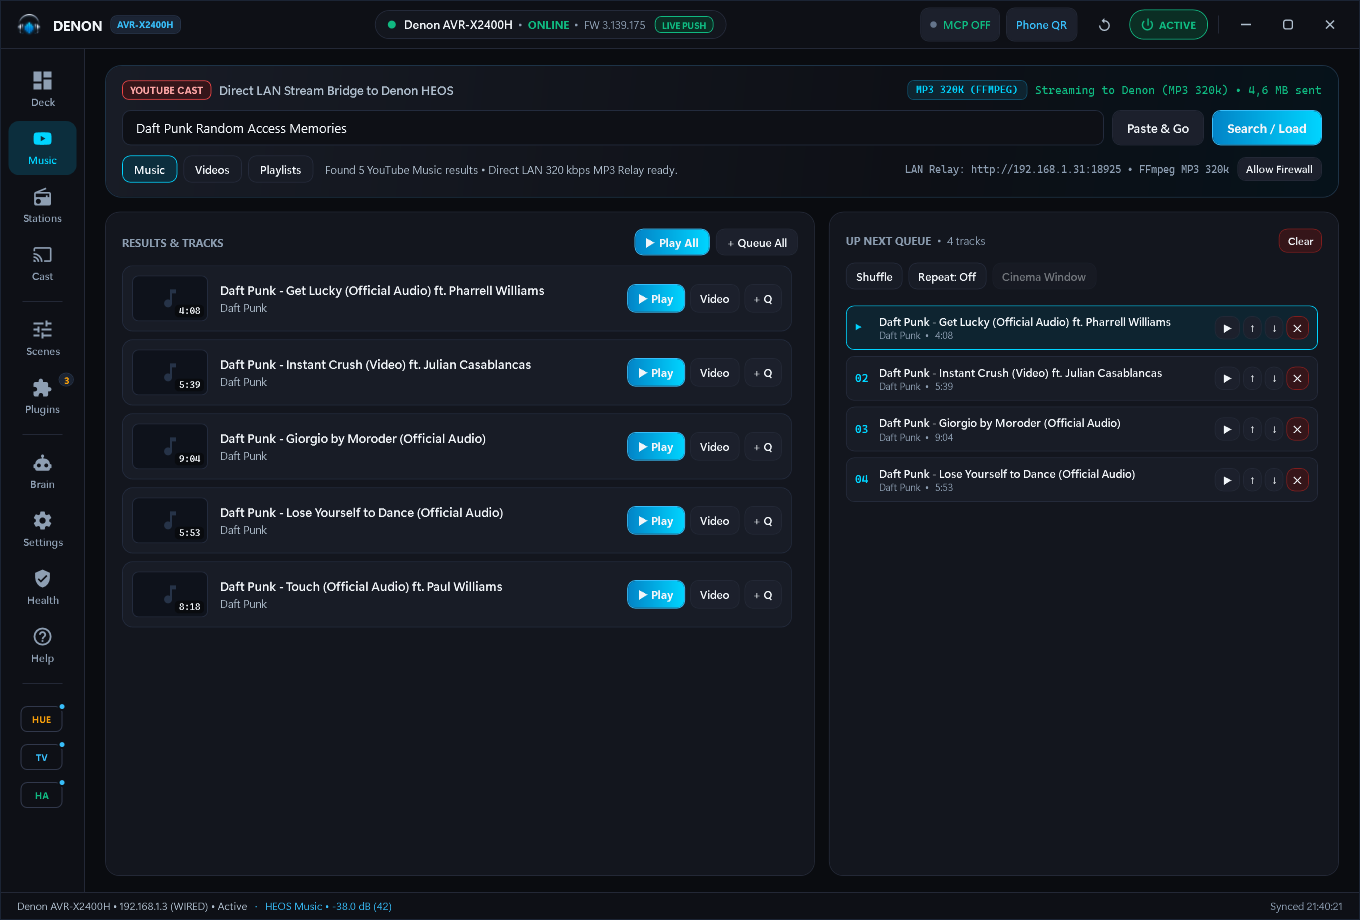 DENON AVR-X2400H
Denon AVR-X2400H • ONLINE • FW 3.139.175 LIVE PUSH
MCP OFF Phone QR ACTIVE
Deck
Music
Stations
Cast
Scenes
3
Plugins
Brain
Settings
Health
Help
HUE
TV
HA
YOUTUBE CAST Direct LAN Stream Bridge to Denon HEOS MP3 320K (FFMPEG) Streaming to Denon (MP3 320k) • 4,6 MB sent
Daft Punk Random Access Memories Paste & Go Search / Load
Music Videos Playlists Found 5 YouTube Music results • Direct LAN 320 kbps MP3 Relay ready. LAN Relay: http://192.168.1.31:18925 • FFmpeg MP3 320k Allow Firewall
RESULTS & TRACKS ▶ Play All + Queue All
Daft Punk - Get Lucky (Official Audio) ft. Pharrell Williams
Daft Punk
4:08
▶ Play Video + Q
Daft Punk - Instant Crush (Video) ft. Julian Casablancas
Daft Punk
5:39
▶ Play Video + Q
Daft Punk - Giorgio by Moroder (Official Audio)
Daft Punk
9:04
▶ Play Video + Q
Daft Punk - Lose Yourself to Dance (Official Audio)
Daft Punk
5:53
▶ Play Video + Q
Daft Punk - Touch (Official Audio) ft. Paul Williams
Daft Punk
8:18
▶ Play Video + Q
UP NEXT QUEUE • 4 tracks Clear
Shuffle Repeat: Off Cinema Window
▶ Daft Punk - Get Lucky (Official Audio) ft. Pharrell Williams
Daft Punk • 4:08
▶ ↑ ↓ ✕
02 Daft Punk - Instant Crush (Video) ft. Julian Casablancas
Daft Punk • 5:39
▶ ↑ ↓ ✕
03 Daft Punk - Giorgio by Moroder (Official Audio)
Daft Punk • 9:04
▶ ↑ ↓ ✕
04 Daft Punk - Lose Yourself to Dance (Official Audio)
Daft Punk • 5:53
▶ ↑ ↓ ✕
Denon AVR-X2400H • 192.168.1.3 (WIRED) • Active · HEOS Music • -38.0 dB (42) Synced 21:40:21